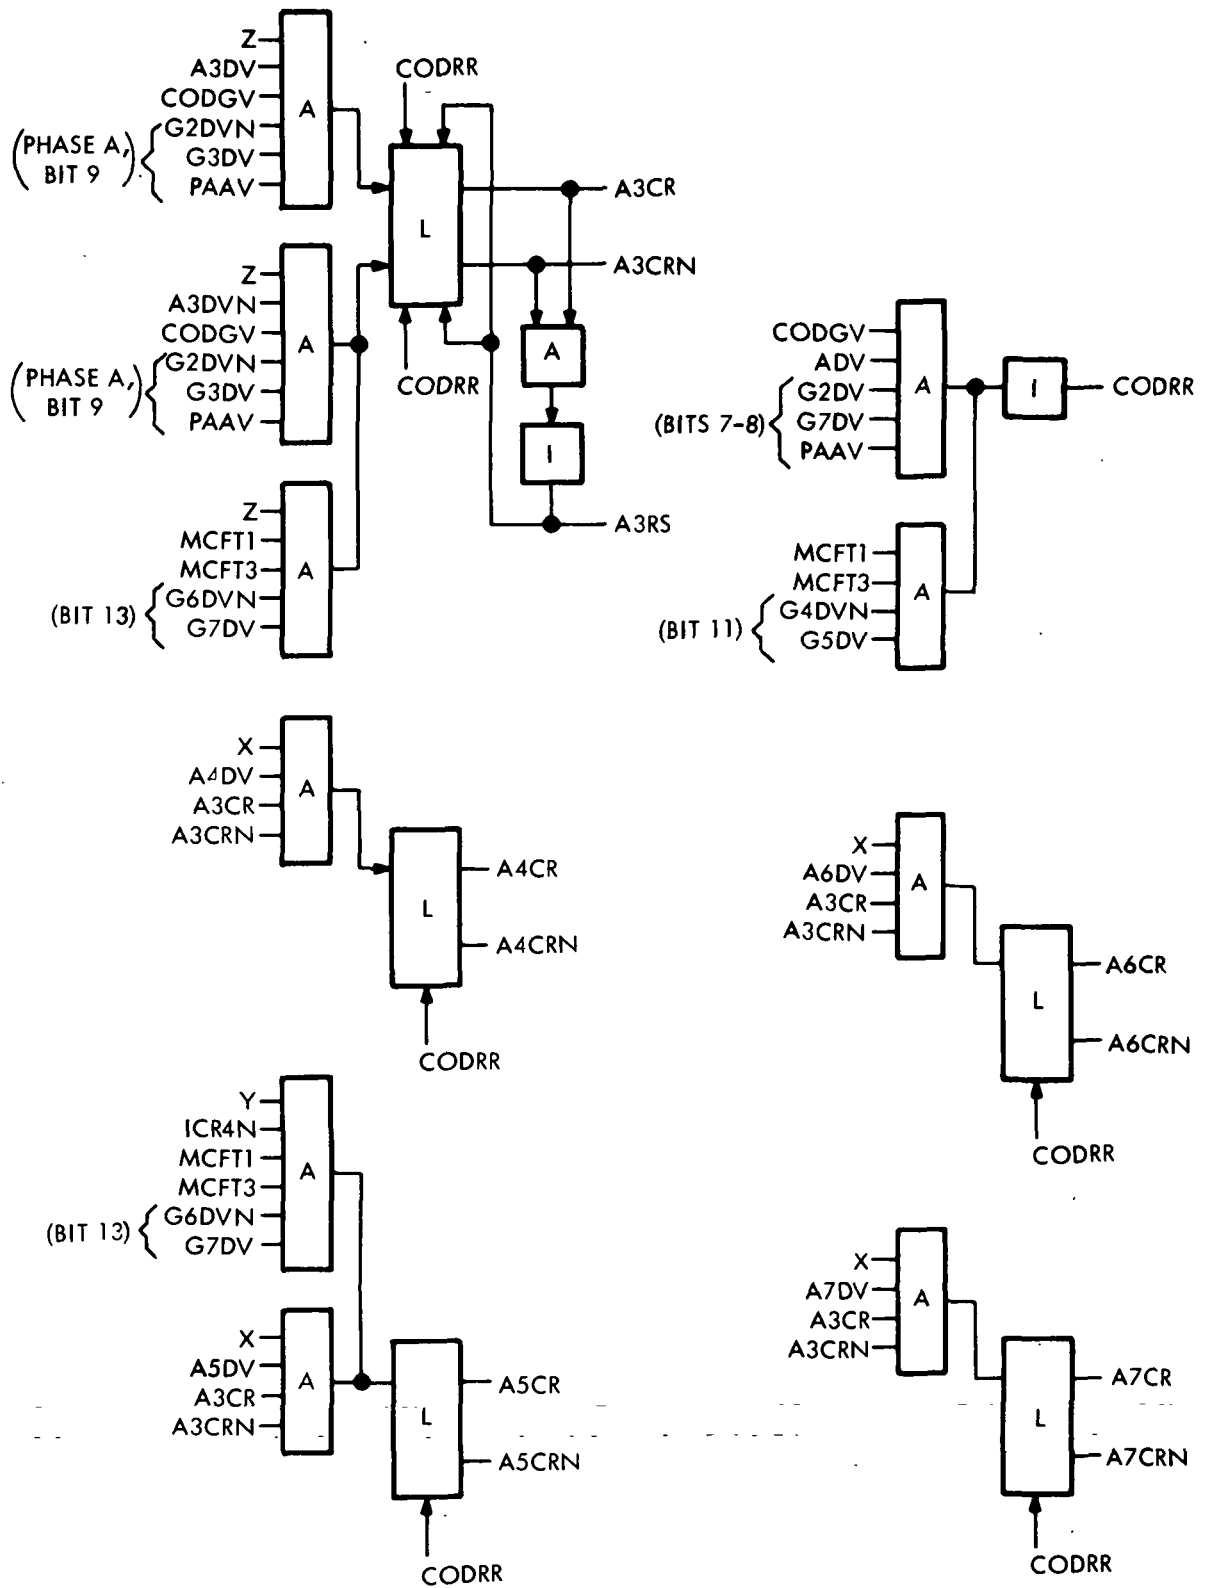 Z
A3DV
CODGV
G2DVN
G3DV
PAAV
(PHASE A,
BIT 9)
A
CODRR
L
A3CR
A3CRN
CODRR
A
I
A3RS
Z
A3DVN
CODGV
G2DVN
G3DV
PAAV
(PHASE A,
BIT 9)
A
Z
MCFT1
MCFT3
G6DVN
G7DV
(BIT 13)
A
CODGV
ADV
G2DV
G7DV
PAAV
(BITS 7-8)
A
I
CODRR
MCFT1
MCFT3
G4DVN
G5DV
(BIT 11)
A
X
A4DV
A3CR
A3CRN
A
L
A4CR
A4CRN
CODRR
X
A6DV
A3CR
A3CRN
A
L
A6CR
A6CRN
CODRR
Y
ICR4N
MCFT1
MCFT3
G6DVN
G7DV
(BIT 13)
A
X
A5DV
A3CR
A3CRN
A
L
A5CR
A5CRN
CODRR
X
A7DV
A3CR
A3CRN
A
L
A7CR
A7CRN
CODRR